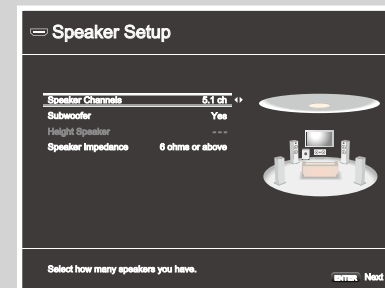 Speaker Setup
Speaker Channels 5.1 ch
Subwoofer Yes
Height Speaker ---
Speaker Impedance 6 ohms or above
Select how many speakers you have.
ENTER Next